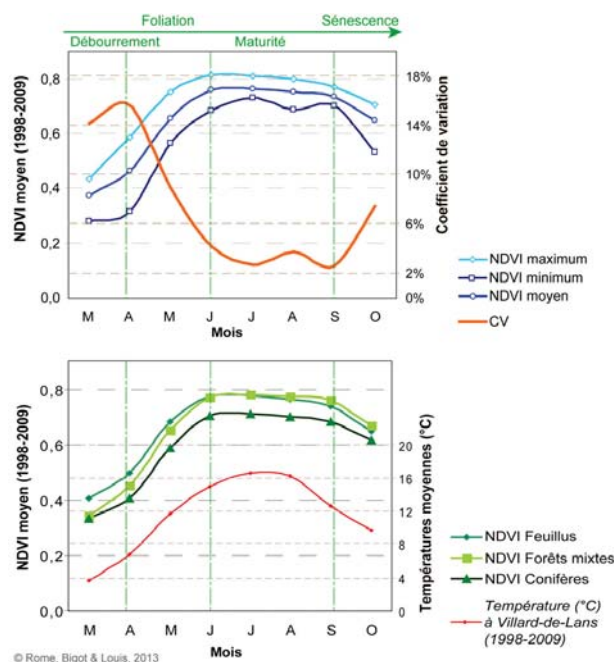 Foliation
Sénescence
Débourrement
Maturité
NDVI moyen (1998-2009)
0,8
0,6
0,4
0,2
0,0
18%
14%
10%
6%
2%
0%
Coefficient de variation
M A M J J A S O
Mois
NDVI maximum
NDVI minimum
NDVI moyen
CV
NDVI moyen (1998-2009)
0,8
0,6
0,4
0,2
0,0
20
16
12
8
4
0
Températures moyennes (°C)
M A M J J A S O
Mois
NDVI Feuillus
NDVI Forêts mixtes
NDVI Conifères
Température (°C)
à Villard-de-Lans
(1998-2009)
© Rome, Bigot & Louis, 2013